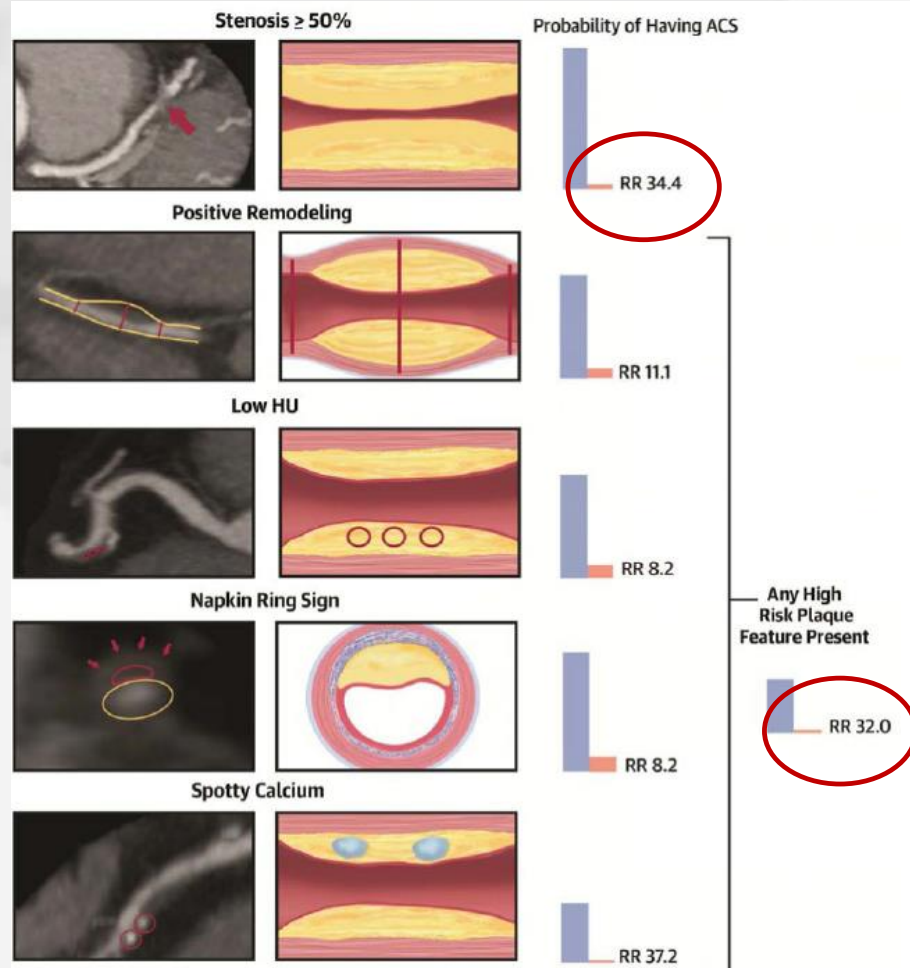 Stenosis ≥ 50%
Probability of Having ACS
RR 34.4
Positive Remodeling
RR 11.1
Low HU
RR 8.2
Napkin Ring Sign
RR 8.2
Any High
Risk Plaque
Feature Present
RR 32.0
Spotty Calcium
RR 37.2